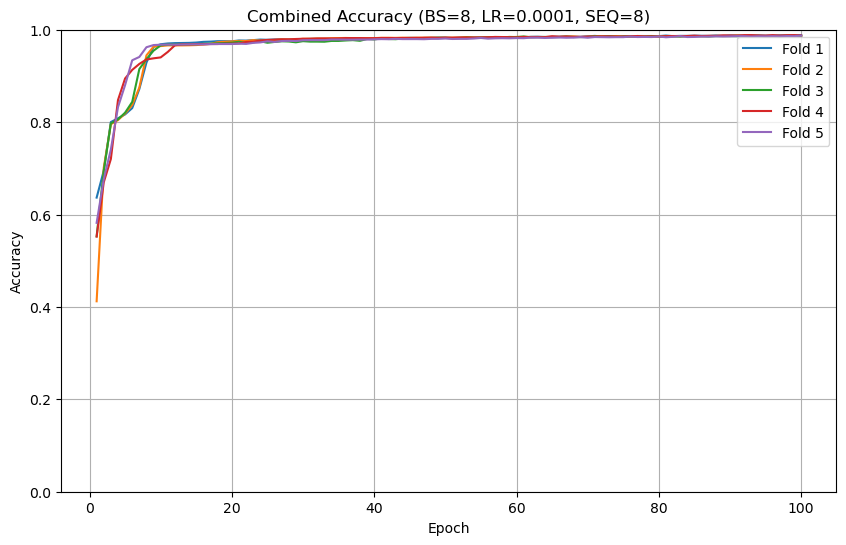 Combined Accuracy (BS=8, LR=0.0001, SEQ=8)
1.0
0.8
0.6
0.4
0.2
0.0
Accuracy
Fold 1
Fold 2
Fold 3
Fold 4
Fold 5
0 20 40 60 80 100
Epoch